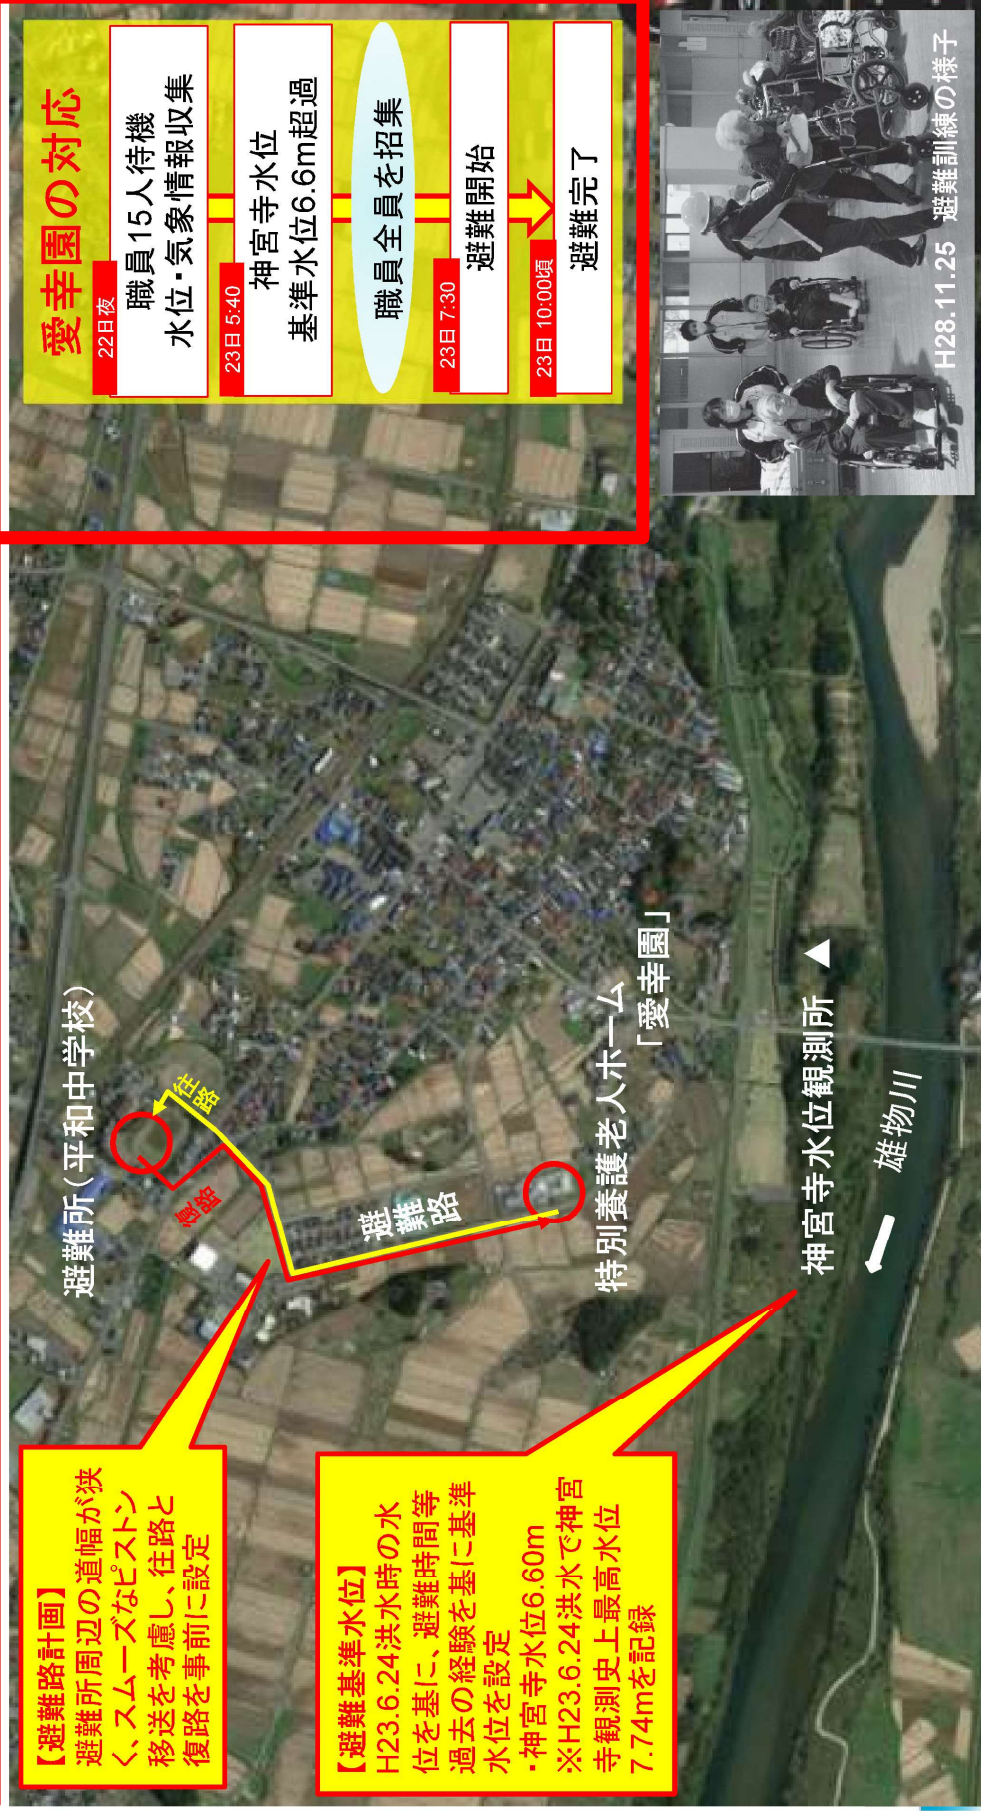 【避難路計画】
避難所周辺の道幅が狭
く、スムーズなピストン
移送を考慮し、往路と
復路を事前に設定
【避難基準水位】
H23.6.24洪水時の水
位を基に、避難時間等
過去の経験を基に基準
水位を設定
・神宮寺水位6.60m
※H23.6.24洪水で神宮
寺観測史上最高水位
7.74mを記録
避難所(平和中学校)
往路
復路
避難路
特別養護老人ホーム
「愛幸園」
神宮寺水位観測所
雄物川
愛幸園の対応
22日夜
職員15人待機
水位・気象情報収集
23日 5:40
神宮寺水位
基準水位6.6m超過
職員全員を招集
23日 7:30
避難開始
23日 10:00頃
避難完了
H28.11.25 避難訓練の様子